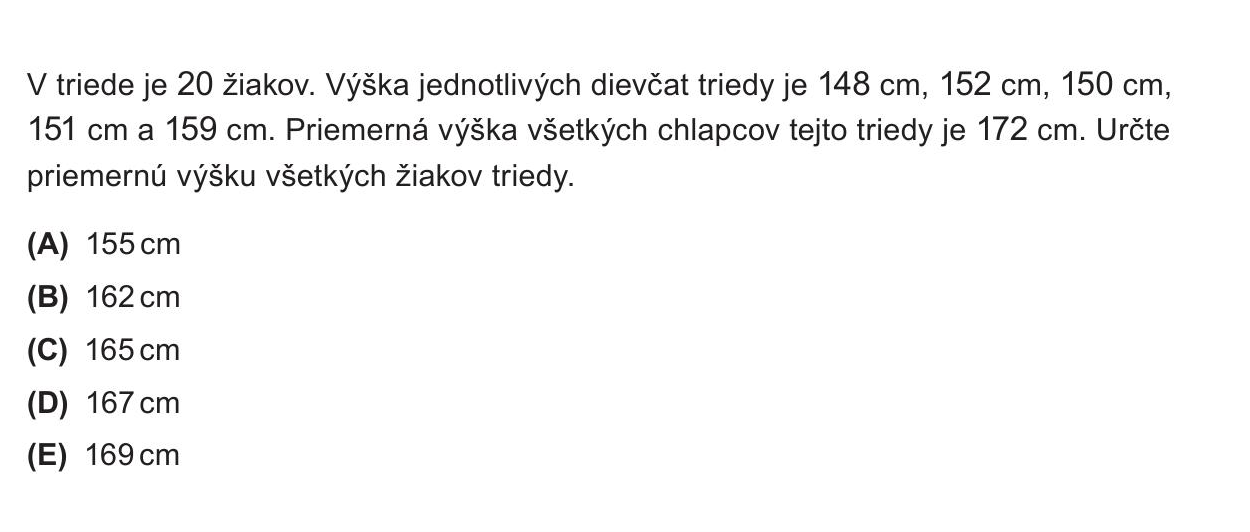 V triede je 20 žiakov. Výška jednotlivých dievčat triedy je 148 cm, 152 cm, 150 cm,
151 cm a 159 cm. Priemerná výška všetkých chlapcov tejto triedy je 172 cm. Určte
priemernú výšku všetkých žiakov triedy.
(A) 155 cm
(B) 162 cm
(C) 165 cm
(D) 167 cm
(E) 169 cm